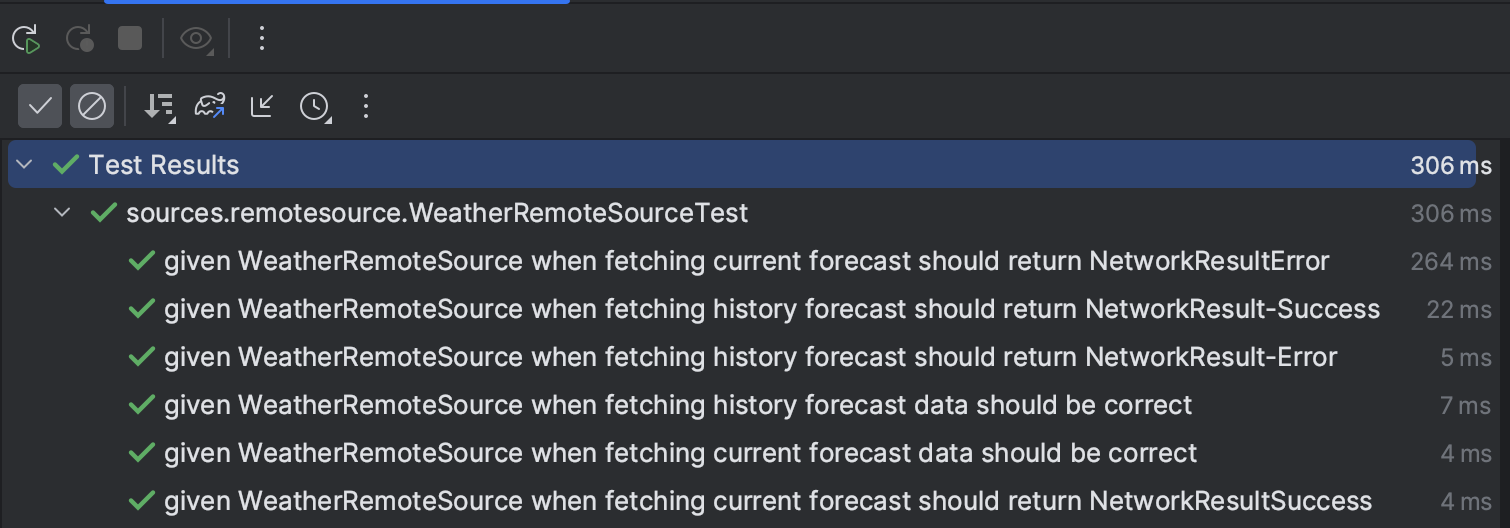 Test Results 306 ms
sources.remotesource.WeatherRemoteSourceTest 306 ms
given WeatherRemoteSource when fetching current forecast should return NetworkResultError 264 ms
given WeatherRemoteSource when fetching history forecast should return NetworkResult-Success 22 ms
given WeatherRemoteSource when fetching history forecast should return NetworkResult-Error 5 ms
given WeatherRemoteSource when fetching history forecast data should be correct 7 ms
given WeatherRemoteSource when fetching current forecast data should be correct 4 ms
given WeatherRemoteSource when fetching current forecast should return NetworkResultSuccess 4 ms